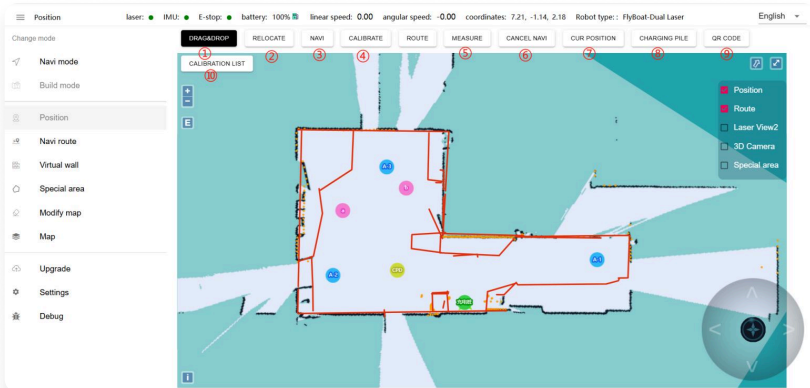 Position
laser: IMU: E-stop: battery: 100% linear speed: 0.00 angular speed: -0.00 coordinates: 7.21, -1.14, 2.18 Robot type: : FlyBoat-Dual Laser
English
Change mode
Navi mode
Build mode
Position
Navi route
Virtual wall
Special area
Modify map
Map
Upgrade
Settings
Debug
DRAG&DROP RELOCATE NAVI CALIBRATE ROUTE MEASURE CANCEL NAVI CUR POSITION CHARGING PILE QR CODE
① ② ③ ④ ⑤ ⑥ ⑦ ⑧ ⑨
CALIBRATION LIST
⑩
+
−
E
Position
Route
Laser View2
3D Camera
Special area
i